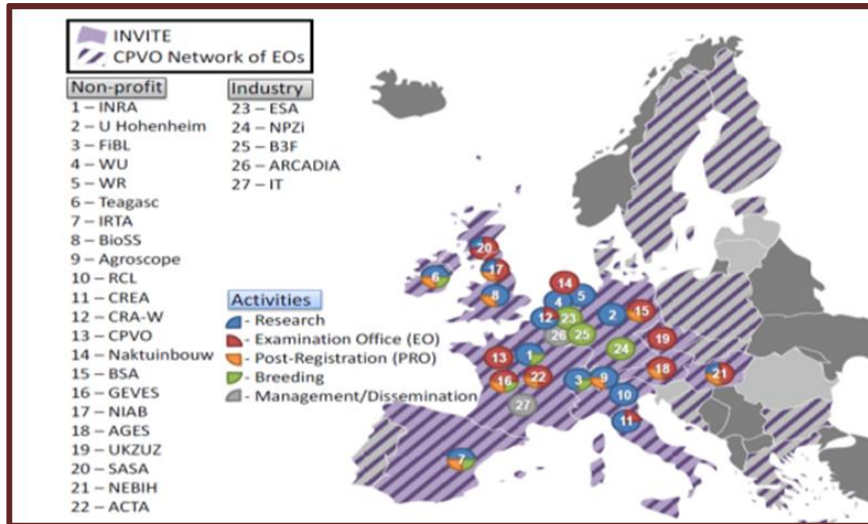 INVITE
CPVO Network of EOs
Non-profit
1 – INRA
2 – U Hohenheim
3 – FiBL
4 – WU
5 – WR
6 – Teagasc
7 – IRTA
8 – BioSS
9 – Agroscope
10 – RCL
11 – CREA
12 – CRA-W
13 – CPVO
14 – Naktuinbouw
15 – BSA
16 – GEVES
17 – NIAB
18 – AGES
19 – UKZUZ
20 – SASA
21 – NEBIH
22 – ACTA
Industry
23 – ESA
24 – NPZi
25 – B3F
26 – ARCADIA
27 – IT
Activities
- Research
- Examination Office (EO)
- Post-Registration (PRO)
- Breeding
- Management/Dissemination
20
17
6
8
14
4
5
12
23
2
15
26
25
19
13
1
24
16
22
3
9
18
21
10
27
11
7